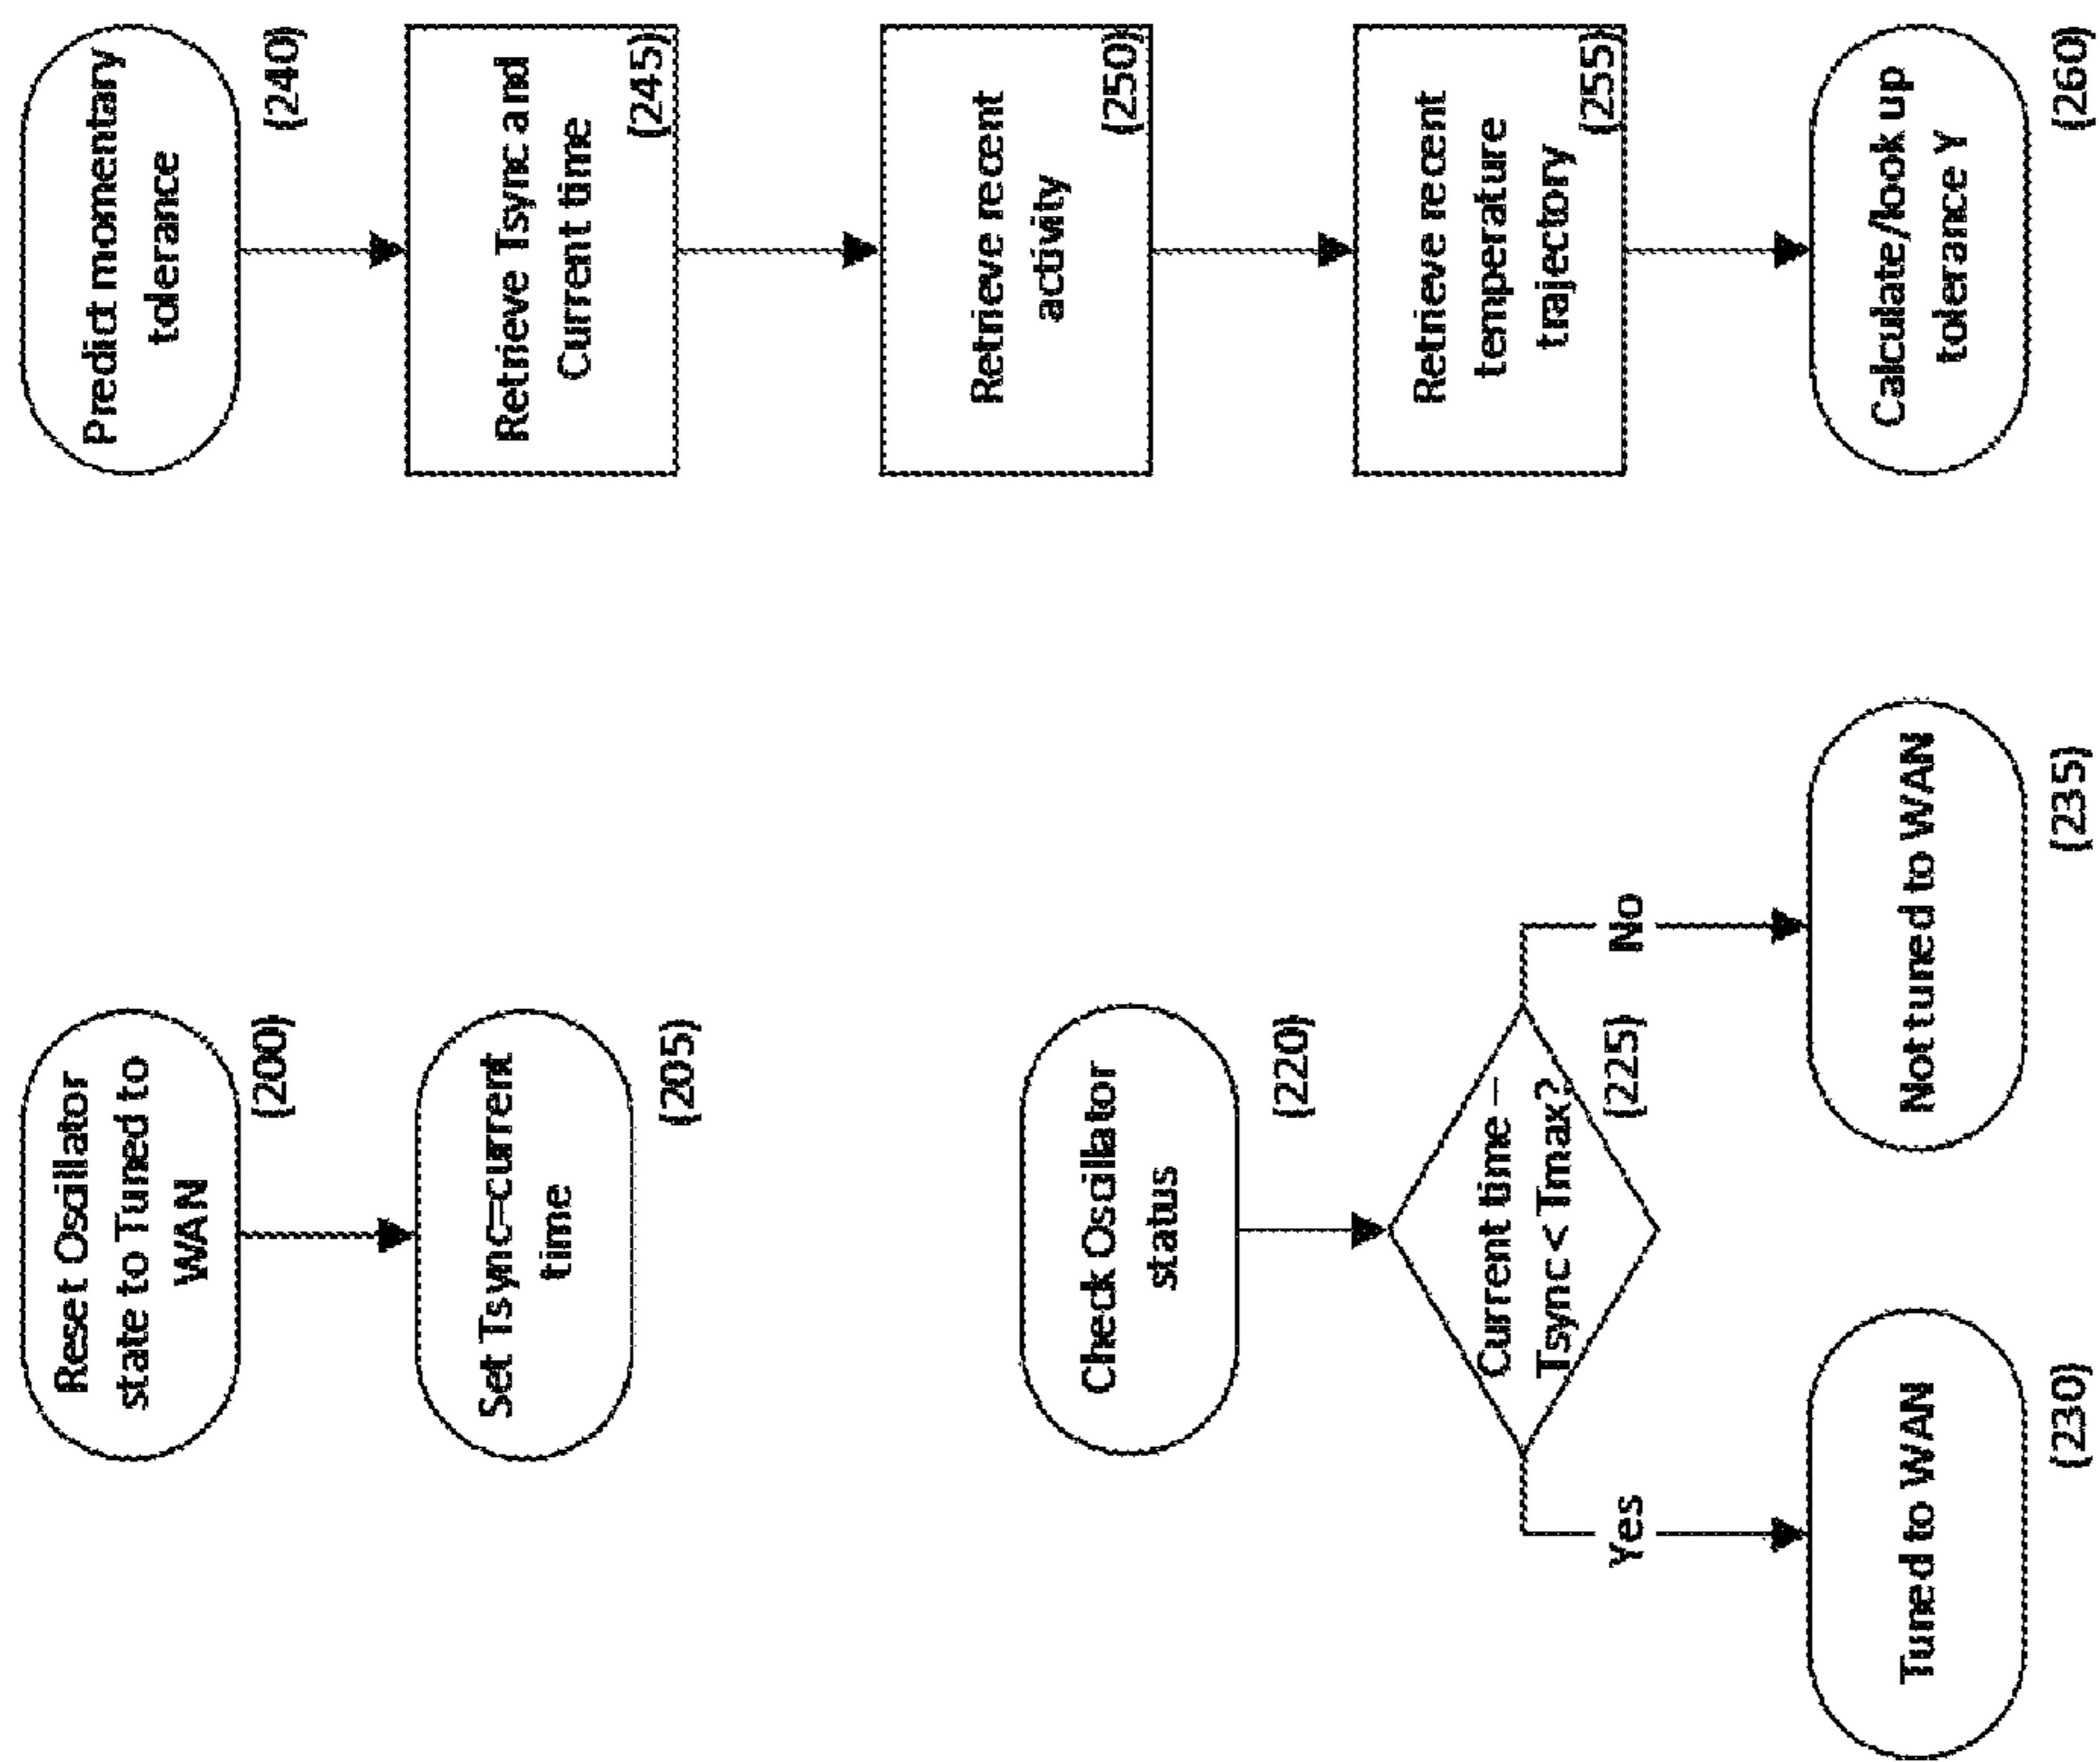 Reset Oscillator
state to Tuned to
WAN
(200)
Set Tsync=current
time
(205)
Check Oscillator
status
(220)
Current time –
Tsync < Tmax?
(225)
Yes
No
Tuned to WAN
(230)
Not tuned to WAN
(235)
Predict momentary
tolerance
(240)
Retrieve Tsync and
Current time
(245)
Retrieve recent
activity
(250)
Retrieve recent
temperature
trajectory
(255)
Calculate/look up
tolerance Y
(260)